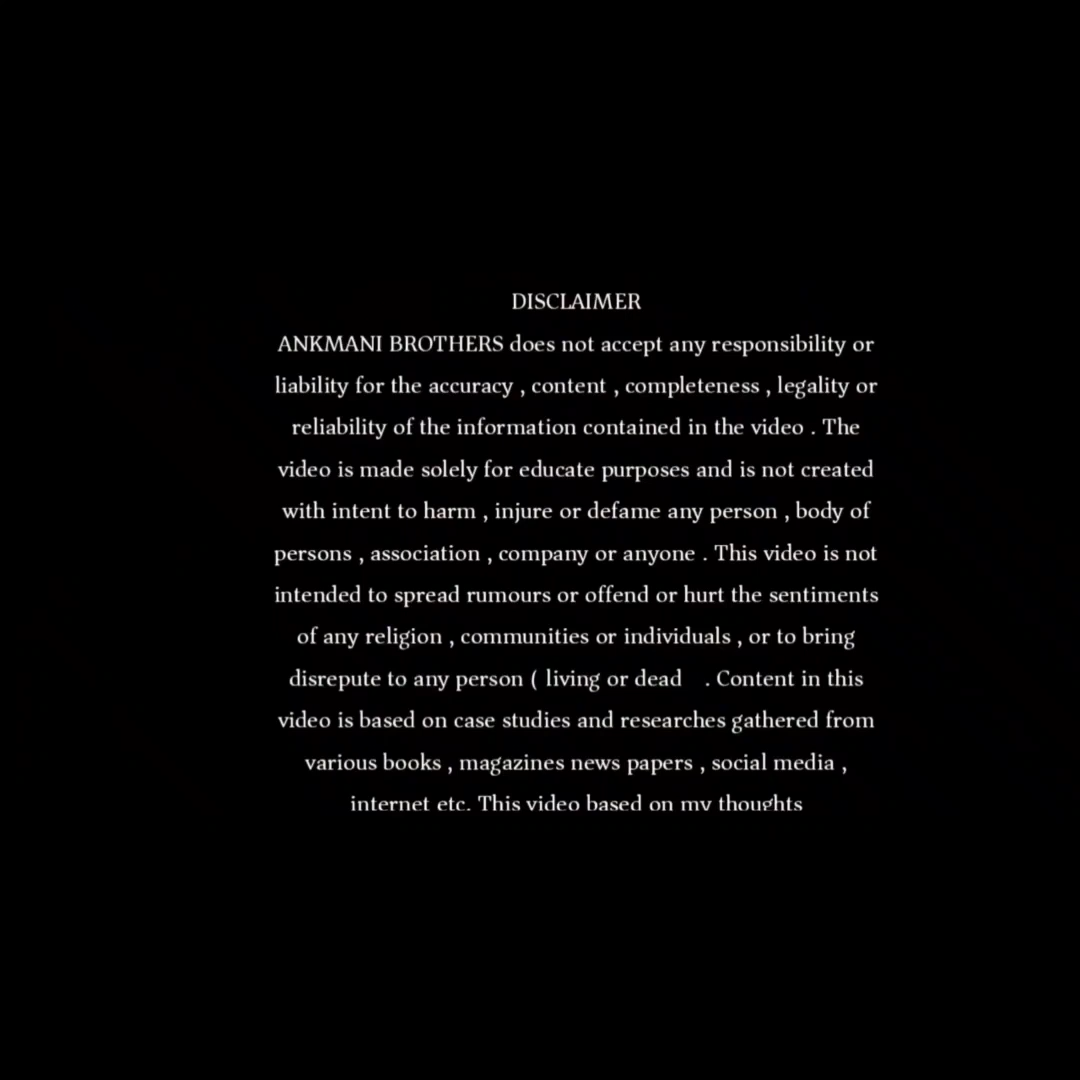 DISCLAIMER
ANKMANI BROTHERS does not accept any responsibility or
liability for the accuracy , content , completeness , legality or
reliability of the information contained in the video . The
video is made solely for educate purposes and is not created
with intent to harm , injure or defame any person , body of
persons , association , company or anyone . This video is not
intended to spread rumours or offend or hurt the sentiments
of any religion , communities or individuals , or to bring
disrepute to any person ( living or dead . Content in this
video is based on case studies and researches gathered from
various books , magazines news papers , social media ,
internet etc. This video based on my thoughts